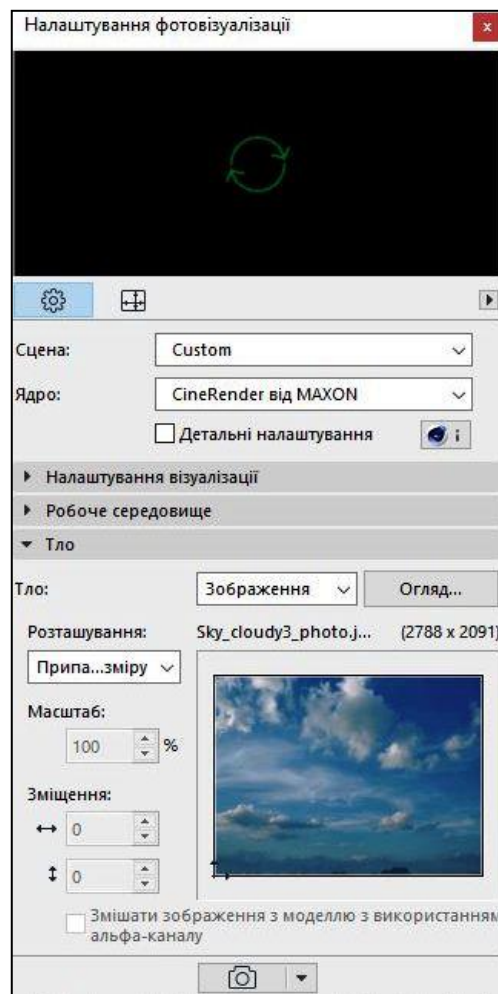 Налаштування фотовізуалізації
x
Сцена: Custom
Ядро: CineRender від MAXON
Детальні налаштування i
Налаштування візуалізації
Робоче середовище
Тло
Тло: Зображення Огляд...
Розташування: Sky_cloudy3_photo.j... (2788 x 2091)
Припа...зміру
Масштаб:
100 %
Зміщення:
0
0
Змішати зображення з моделлю з використанням
альфа-каналу